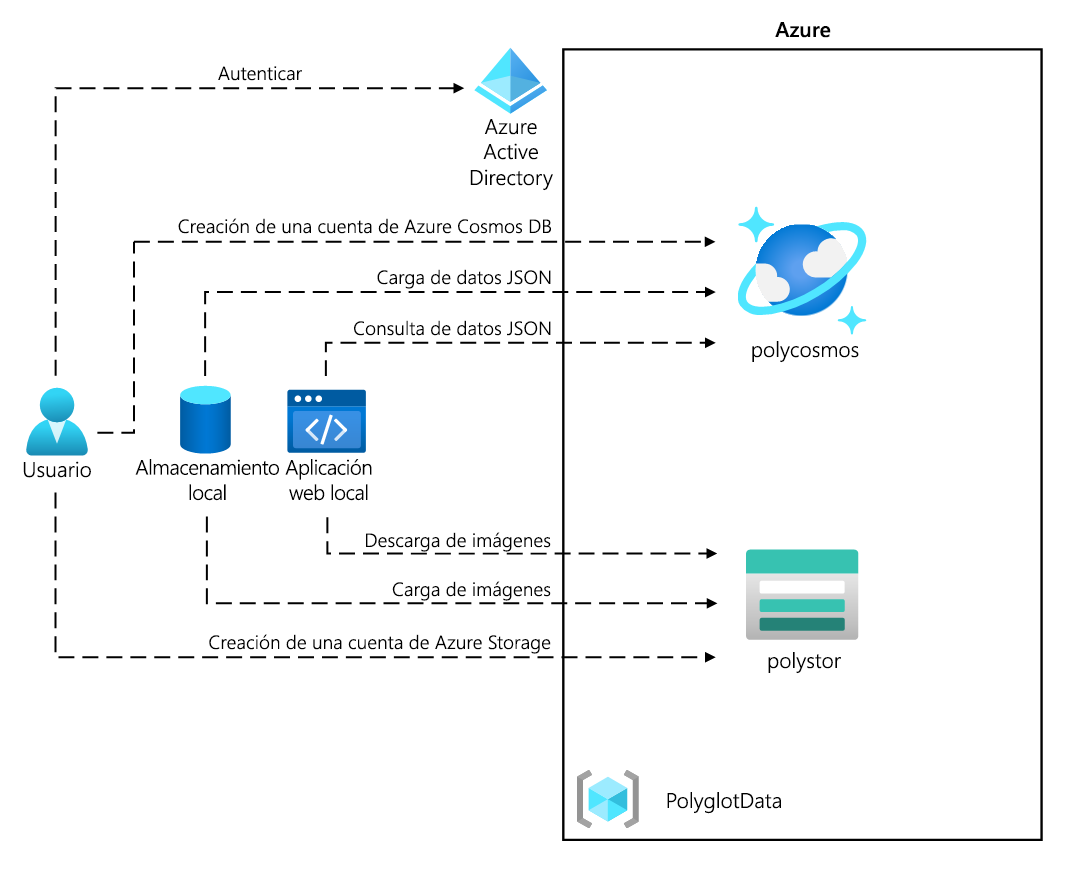 Azure
Autenticar
Azure
Active
Directory
Creación de una cuenta de Azure Cosmos DB
Carga de datos JSON
Consulta de datos JSON
polycosmos
Usuario
Almacenamiento
local
Aplicación
web local
Descarga de imágenes
Carga de imágenes
Creación de una cuenta de Azure Storage
polystor
PolyglotData